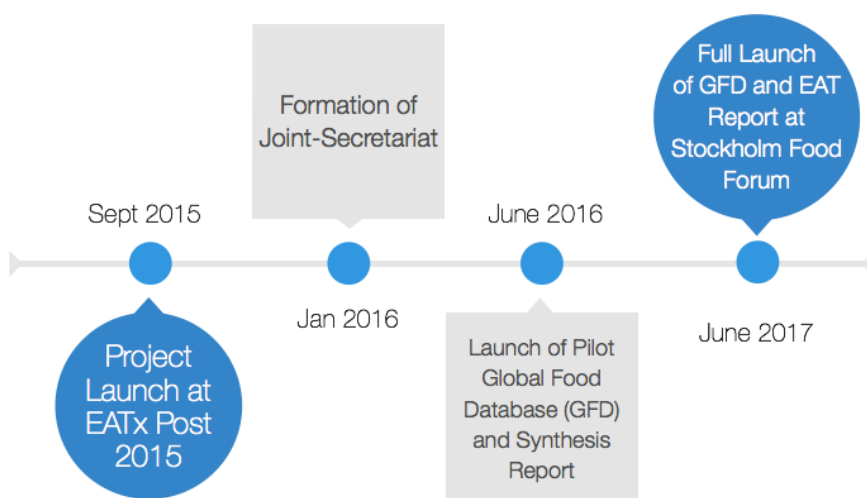 Sept 2015
Project
Launch at
EATx Post
2015
Formation of
Joint-Secretariat
Jan 2016
June 2016
Launch of Pilot
Global Food
Database (GFD)
and Synthesis
Report
Full Launch
of GFD and EAT
Report at
Stockholm Food
Forum
June 2017